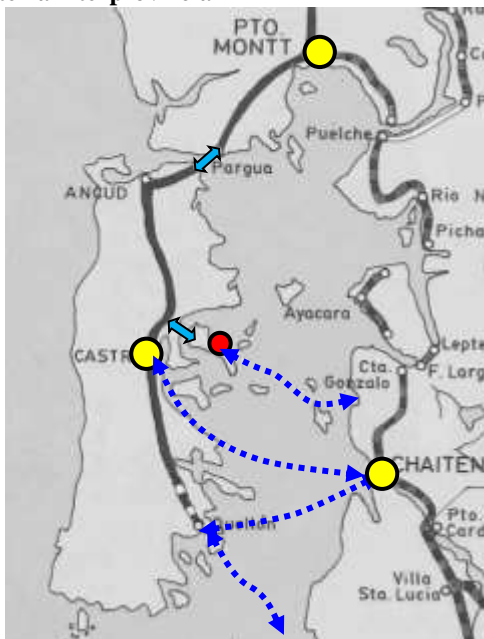 PTO.
MONTT
Puelche
Pargua
ANCUD
Rio N
Picha
Ayacara
Lepte
CASTR
Cta.
Gonzalo
F. Larg
CHAITEN
Quellón
Pto.
Card
Villa
Sta. Lucia